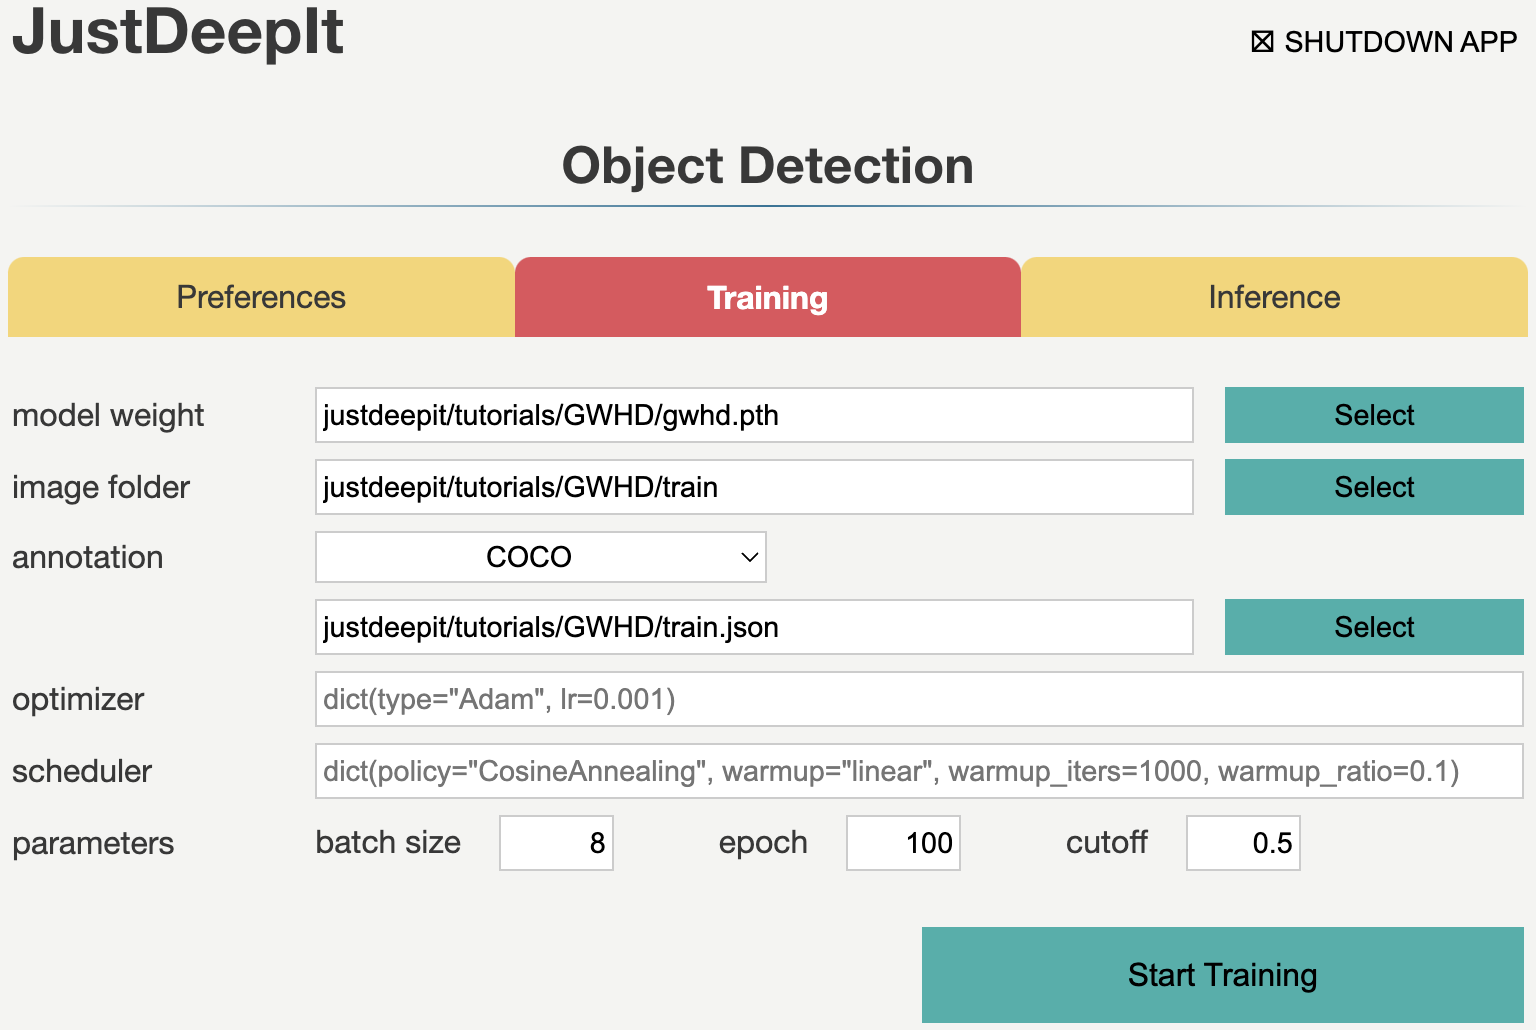 JustDeepIt
☒ SHUTDOWN APP
Object Detection
Preferences Training Inference
model weight justdeepit/tutorials/GWHD/gwhd.pth Select
image folder justdeepit/tutorials/GWHD/train Select
annotation COCO
justdeepit/tutorials/GWHD/train.json Select
optimizer dict(type="Adam", lr=0.001)
scheduler dict(policy="CosineAnnealing", warmup="linear", warmup_iters=1000, warmup_ratio=0.1)
parameters batch size 8 epoch 100 cutoff 0.5
Start Training